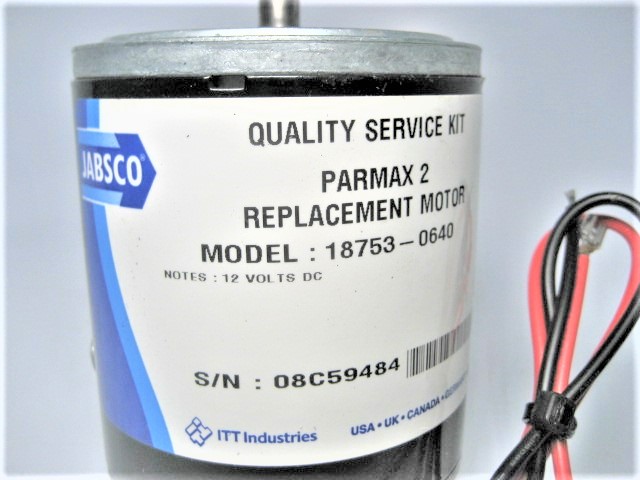 JABSCO®
QUALITY SERVICE KIT
PARMAX 2
REPLACEMENT MOTOR
MODEL : 18753-0640
NOTES : 12 VOLTS DC
S/N : 08C59484
ITT Industries
USA • UK • CANADA •